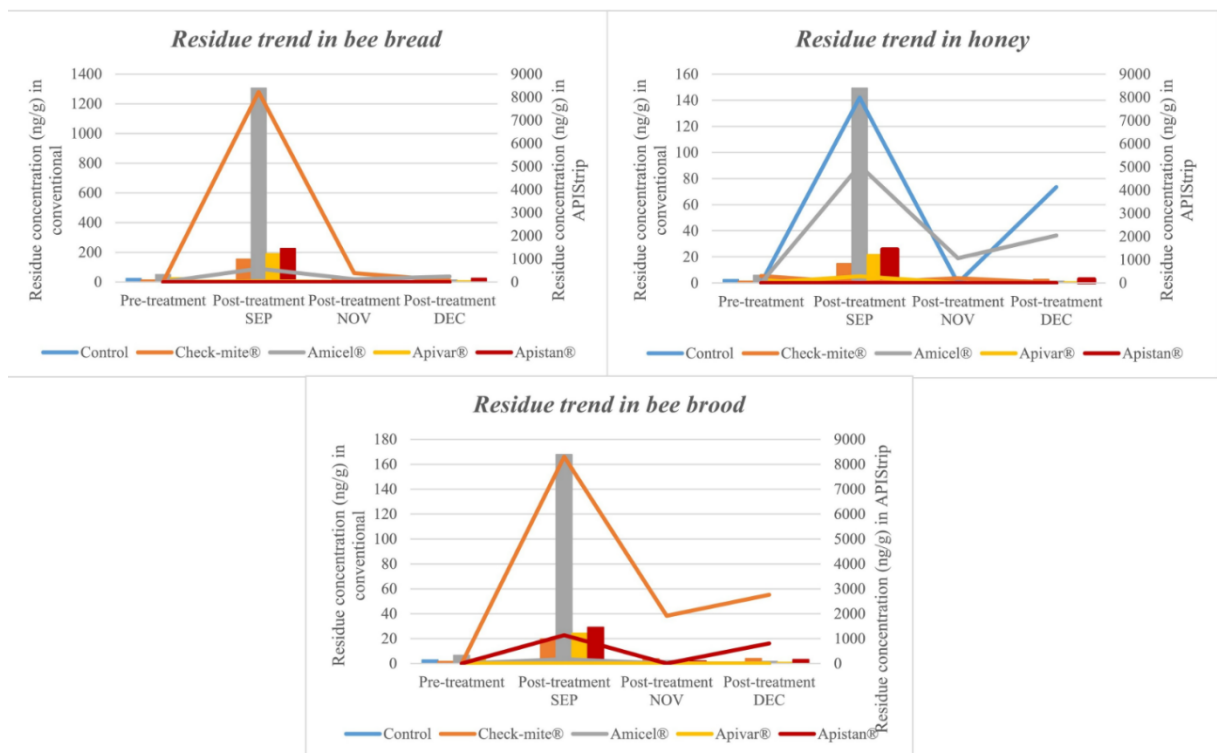 Residue trend in bee bread
Residue concentration (ng/g) in
conventional
1400
1200
1000
800
600
400
200
0
9000
8000
7000
6000
5000
4000
3000
2000
1000
0
Residue concentration (ng/g) in
APIStrip
Pre-treatment Post-treatment Post-treatment Post-treatment
SEP NOV DEC
Control Check-mite® Amicel® Apivar® Apistan®
Residue trend in honey
Residue concentration (ng/g) in
conventional
160
140
120
100
80
60
40
20
0
9000
8000
7000
6000
5000
4000
3000
2000
1000
0
Residue concentration (ng/g) in
APIStrip
Pre-treatment Post-treatment Post-treatment Post-treatment
SEP NOV DEC
Control Check-mite® Amicel® Apivar® Apistan®
Residue trend in bee brood
Residue concentration (ng/g) in
conventional
180
160
140
120
100
80
60
40
20
0
9000
8000
7000
6000
5000
4000
3000
2000
1000
0
Residue concentration (ng/g) in APIStrip
Pre-treatment Post-treatment Post-treatment Post-treatment
SEP NOV DEC
Control Check-mite® Amicel® Apivar® Apistan®